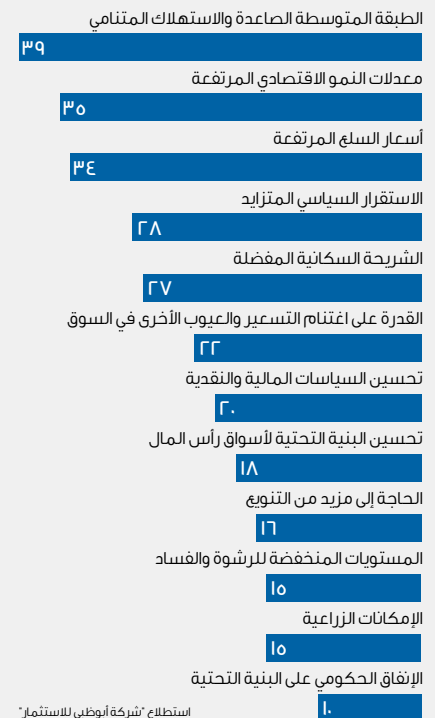 الطبقة المتوسطة الصاعدة والاستهلاك المتنامي
٣٩
معدلات النمو الاقتصادي المرتفعة
٣٥
أسعار السلع المرتفعة
٣٤
الاستقرار السياسي المتزايد
٢٨
الشريحة السكانية المفضلة
٢٧
القدرة على اغتنام التسعير والعيوب الأخرى في السوق
٢٢
تحسين السياسات المالية والنقدية
٢٠
تحسين البنية التحتية لأسواق رأس المال
١٨
الحاجة إلى مزيد من التنويع
١٦
المستويات المنخفضة للرشوة والفساد
١٥
الإمكانات الزراعية
١٥
الإنفاق الحكومي على البنية التحتية
١٠
استطلاع "شركة أبوظبي للاستثمار"